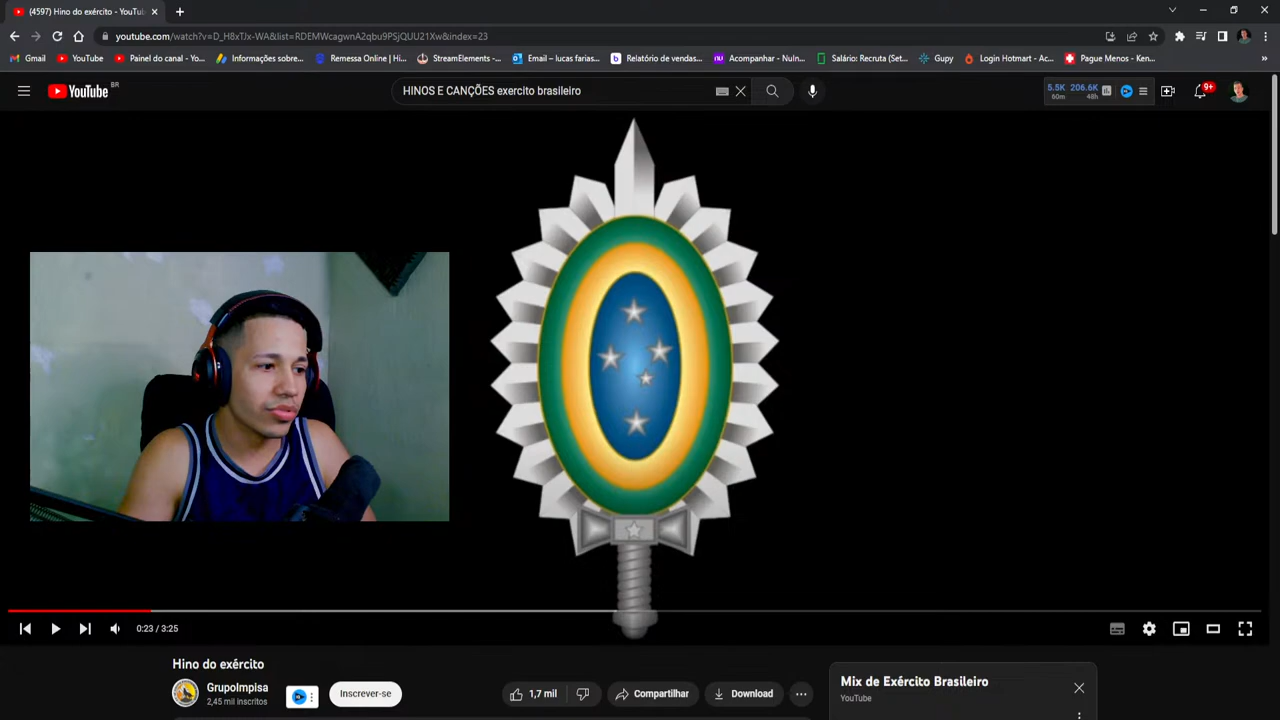 (4597) Hino do exército - YouTu
youtube.com/watch?v=D_H8xTJx-WA&list=RDEMWcagwnA2qbu9PSjQUU21Xw&index=23
Gmail YouTube Painel do canal - Yo... Informações sobre... Remessa Online | Hi... StreamElements -... Email – lucas farias... Relatório de vendas... Acompanhar - Nuîn... Salário: Recruta (Set... Gupy Login Hotmart - Ac... Pague Menos - Ken... »
YouTube BR
HINOS E CANÇÕES exercito brasileiro
5.5K 206.6K
60m 48h
9+
0:23 / 3:25
Hino do exército
GrupoImpisa
2,45 mil inscritos
Inscrever-se
1,7 mil
Compartilhar
Download
Mix de Exército Brasileiro
YouTube